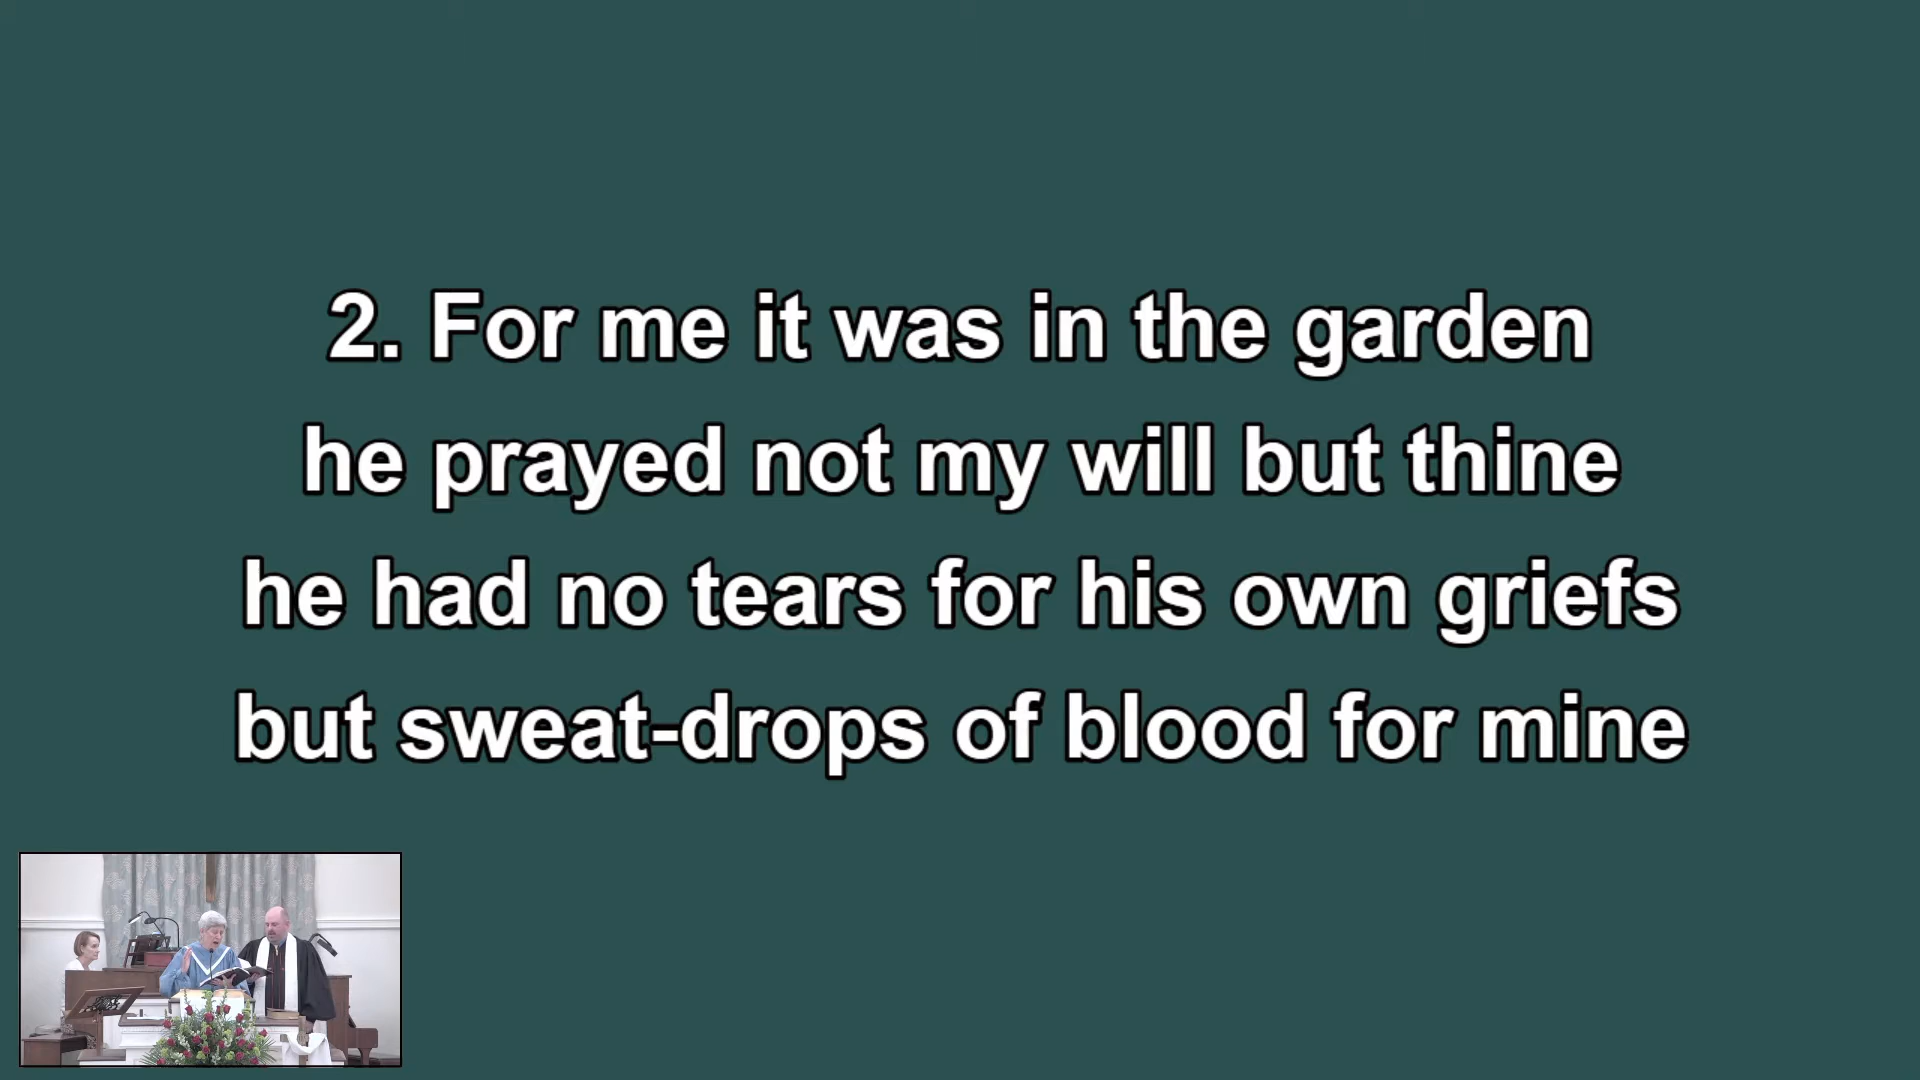 2. For me it was in the garden
he prayed not my will but thine
he had no tears for his own griefs
but sweat-drops of blood for mine